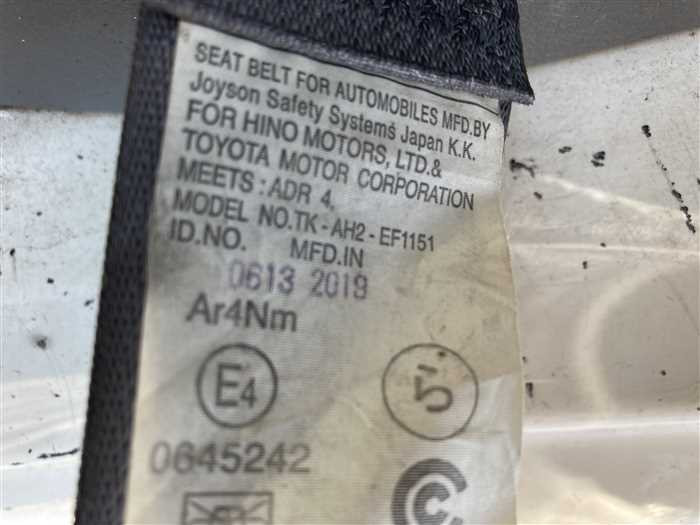 SEAT BELT FOR AUTOMOBILES MFD.BY
Joyson Safety Systems Japan K.K.
FOR HINO MOTORS, LTD.&
TOYOTA MOTOR CORPORATION
MEETS : ADR 4,
MODEL NO.TK-AH2-EF1151
ID.NO. MFD.IN
0613 2019
Ar4Nm
E4 ら
0645242